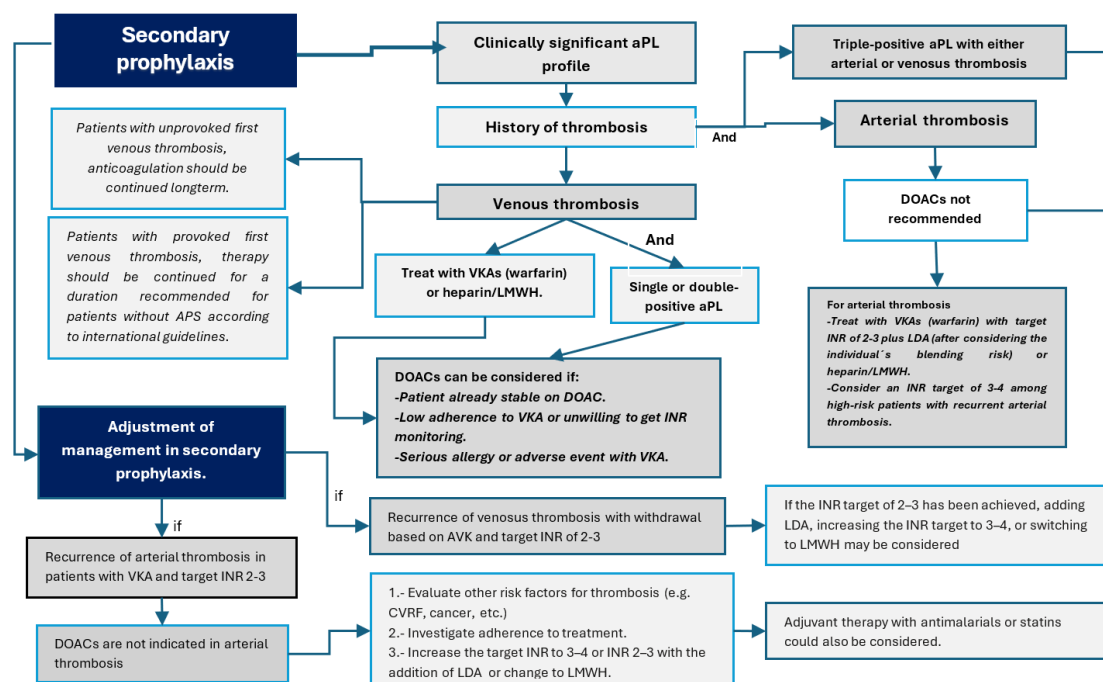 Secondary
prophylaxis
Clinically significant aPL
profile
Triple-positive aPL with either
arterial or venosus thrombosis
History of thrombosis
And
Arterial thrombosis
Patients with unprovoked first
venous thrombosis,
anticoagulation should be
continued longterm.
Venous thrombosis
DOACs not
recommended
Patients with provoked first
venous thrombosis, therapy
should be continued for a
duration recommended for
patients without APS according
to international guidelines.
And
Treat with VKAs (warfarin)
or heparin/LMWH.
Single or double-
positive aPL
For arterial thrombosis
-Treat with VKAs (warfarin) with target
INR of 2-3 plus LDA (after considering the
individual´s blending risk) or
heparin/LMWH.
-Consider an INR target of 3-4 among
high-risk patients with recurrent arterial
thrombosis.
DOACs can be considered if:
-Patient already stable on DOAC.
-Low adherence to VKA or unwilling to get INR
monitoring.
-Serious allergy or adverse event with VKA.
Adjustment of
management in secondary
prophylaxis.
if
if
Recurrence of venosus thrombosis with withdrawal
based on AVK and target INR of 2-3
If the INR target of 2–3 has been achieved, adding
LDA, increasing the INR target to 3–4, or switching
to LMWH may be considered
Recurrence of arterial thrombosis in
patients with VKA and target INR 2-3
DOACs are not indicated in arterial
thrombosis
1.- Evaluate other risk factors for thrombosis (e.g.
CVRF, cancer, etc.)
2.- Investigate adherence to treatment.
3.- Increase the target INR to 3–4 or INR 2–3 with the
addition of LDA or change to LMWH.
Adjuvant therapy with antimalarials or statins
could also be considered.